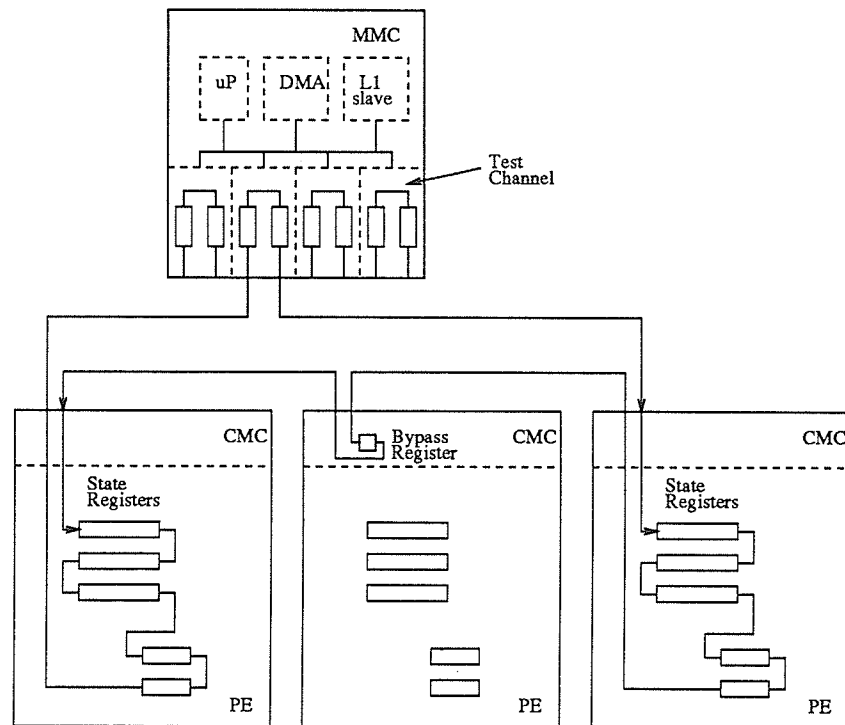 MMC
uP
DMA
L1
slave
Test
Channel
CMC
Bypass
Register
CMC
CMC
State
Registers
State
Registers
PE
PE
PE